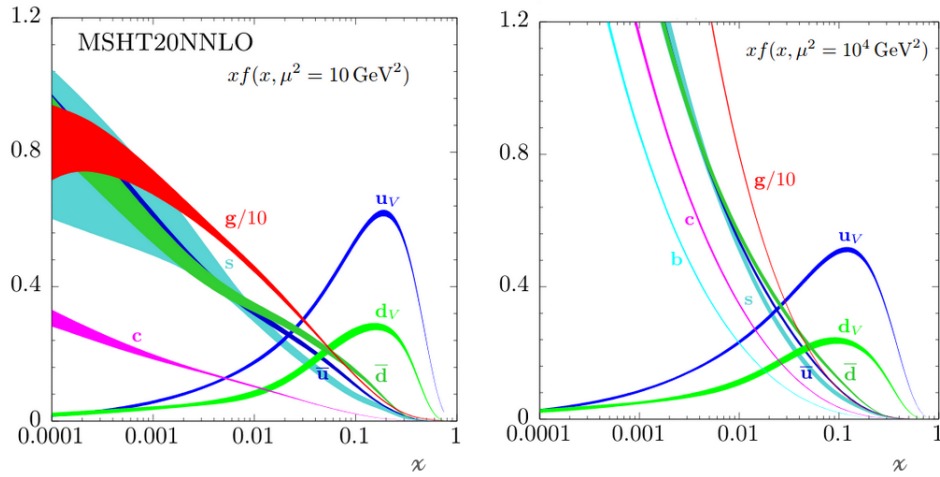 MSHT20NNLO
xf(x, μ² = 10 GeV²)
1.2
0.8
0.4
0
g/10
s
c
u_V
d_V
u̅
d̅
0.0001
0.001
0.01
0.1
1
x
xf(x, μ² = 10⁴ GeV²)
1.2
0.8
0.4
0
g/10
c
b
s
u_V
d_V
u̅
d̅
0.0001
0.001
0.01
0.1
1
x